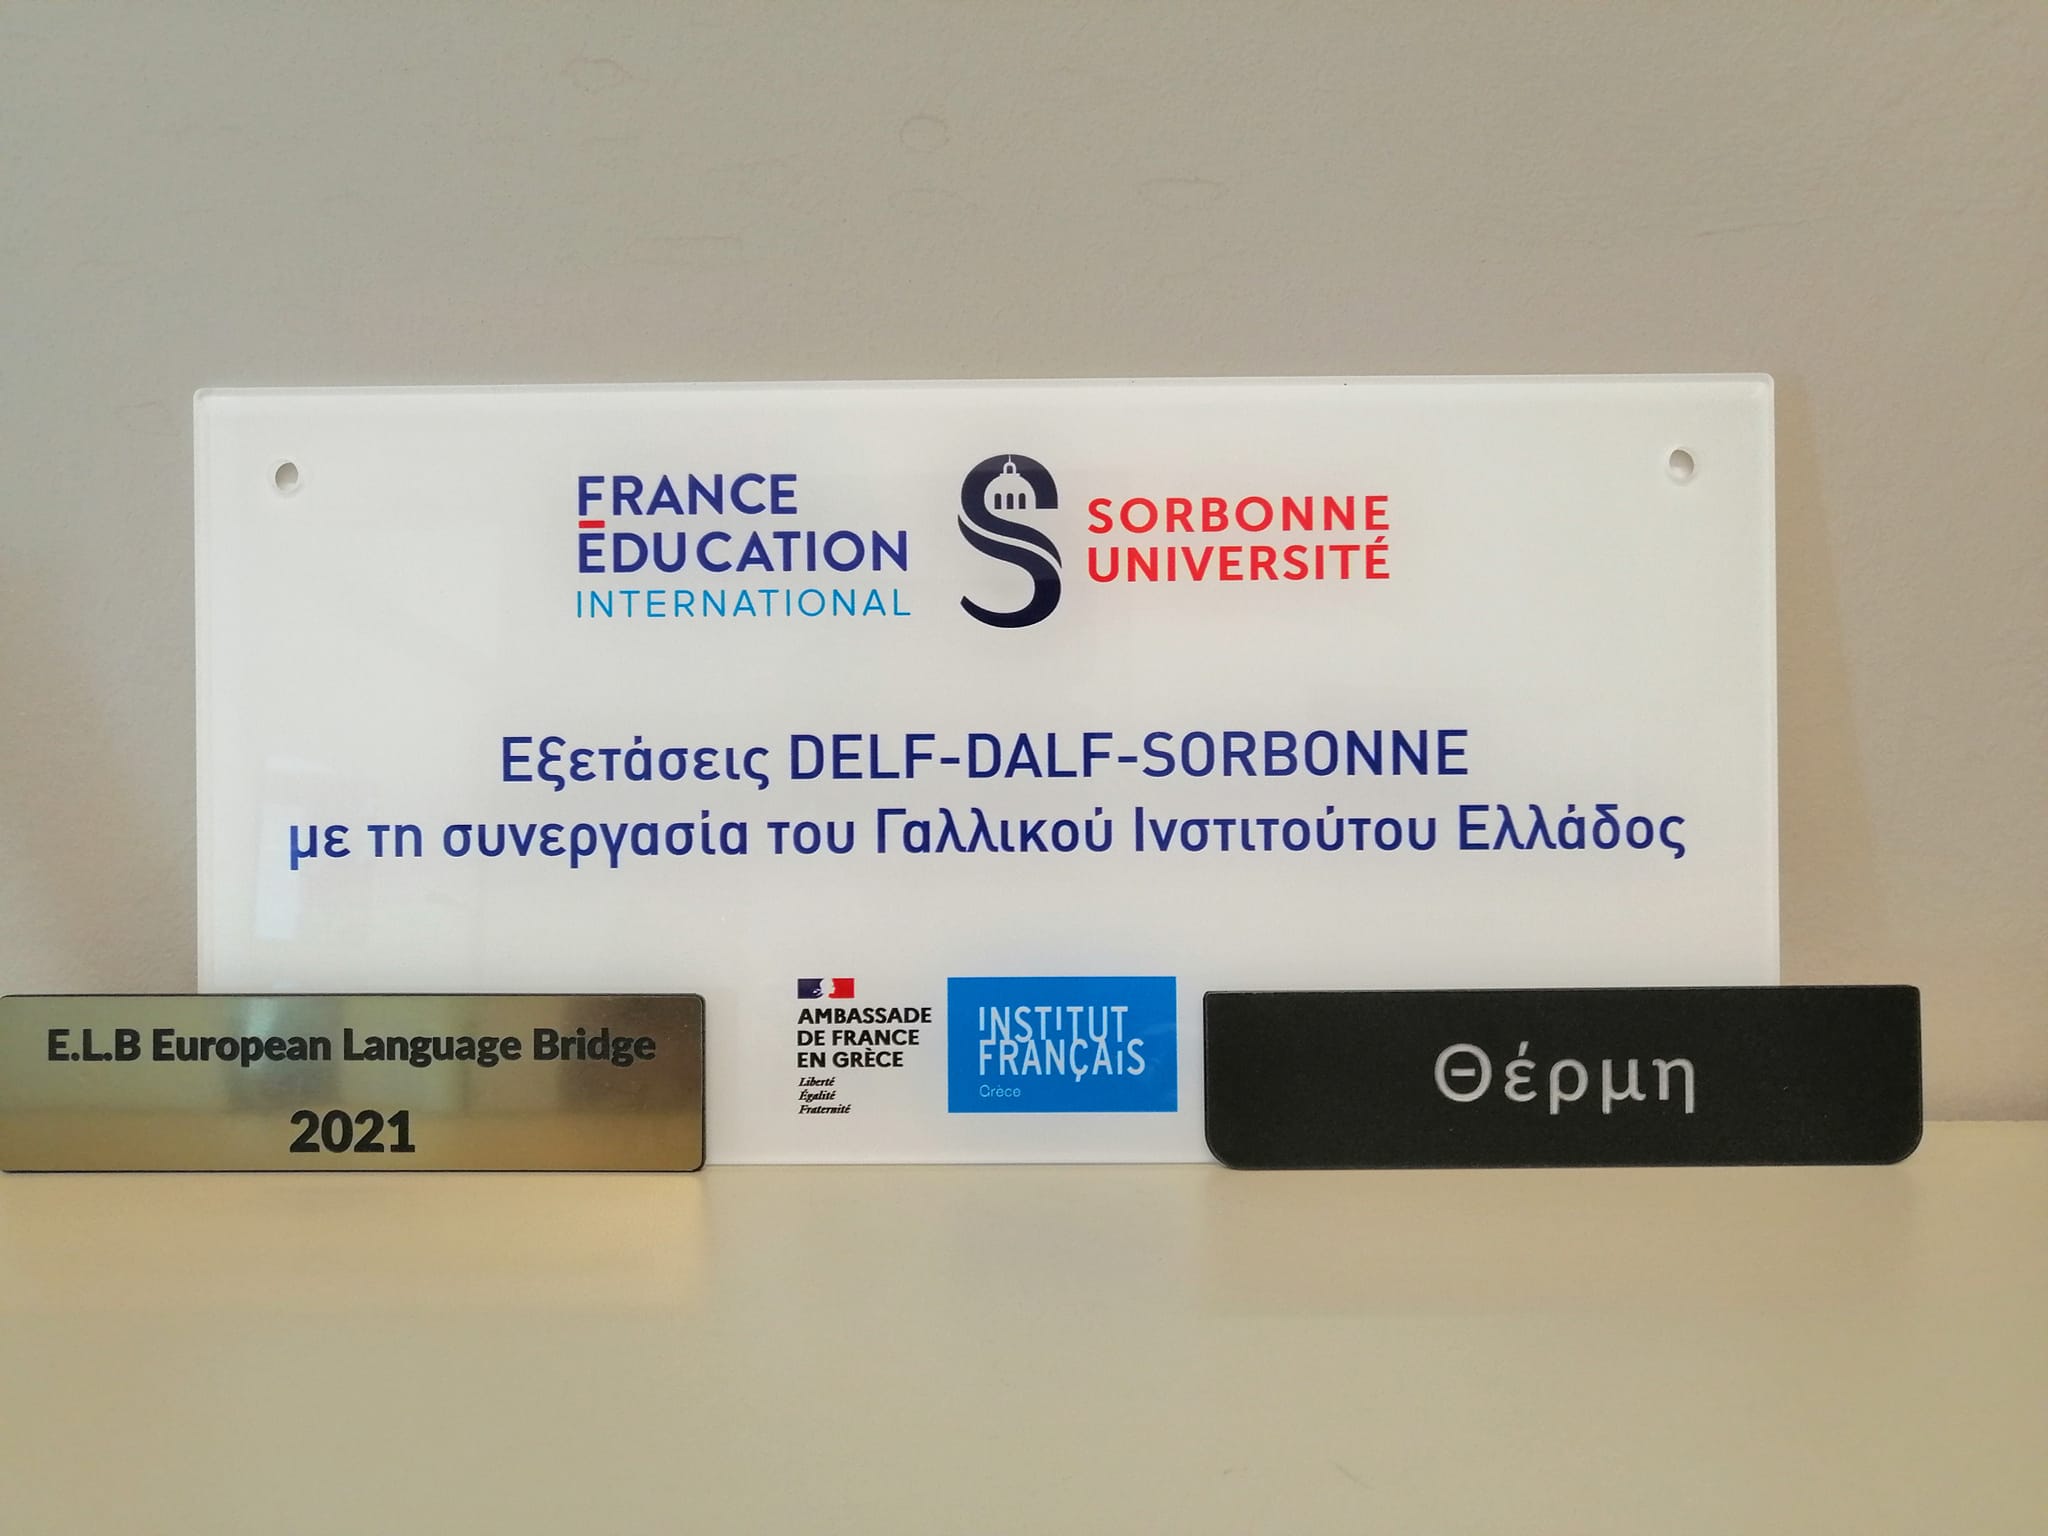 FRANCE
EDUCATION
INTERNATIONAL
SORBONNE
UNIVERSITÉ
Εξετάσεις DELF-DALF-SORBONNE
με τη συνεργασία του Γαλλικού Ινστιτούτου Ελλάδος
AMBASSADE
DE FRANCE
EN GRÈCE
Liberté
Égalité
Fraternité
INSTITUT
FRANÇAIS
Grèce
E.L.B European Language Bridge
2021
Θέρμη